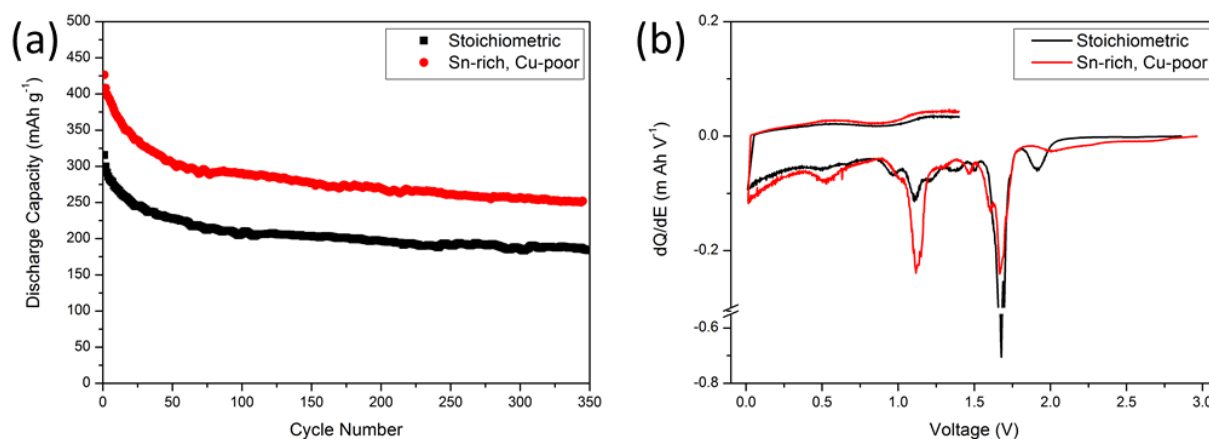 (a)
500
450
400
350
300
250
200
150
100
50
0
Discharge Capacity (mAh g⁻¹)
Stoichiometric
Sn-rich, Cu-poor
0 50 100 150 200 250 300 350
Cycle Number
(b)
0.2
0.0
-0.2
-0.6
-0.8
dQ/dE (m Ah V⁻¹)
Stoichiometric
Sn-rich, Cu-poor
0.0 0.5 1.0 1.5 2.0 2.5 3.0
Voltage (V)